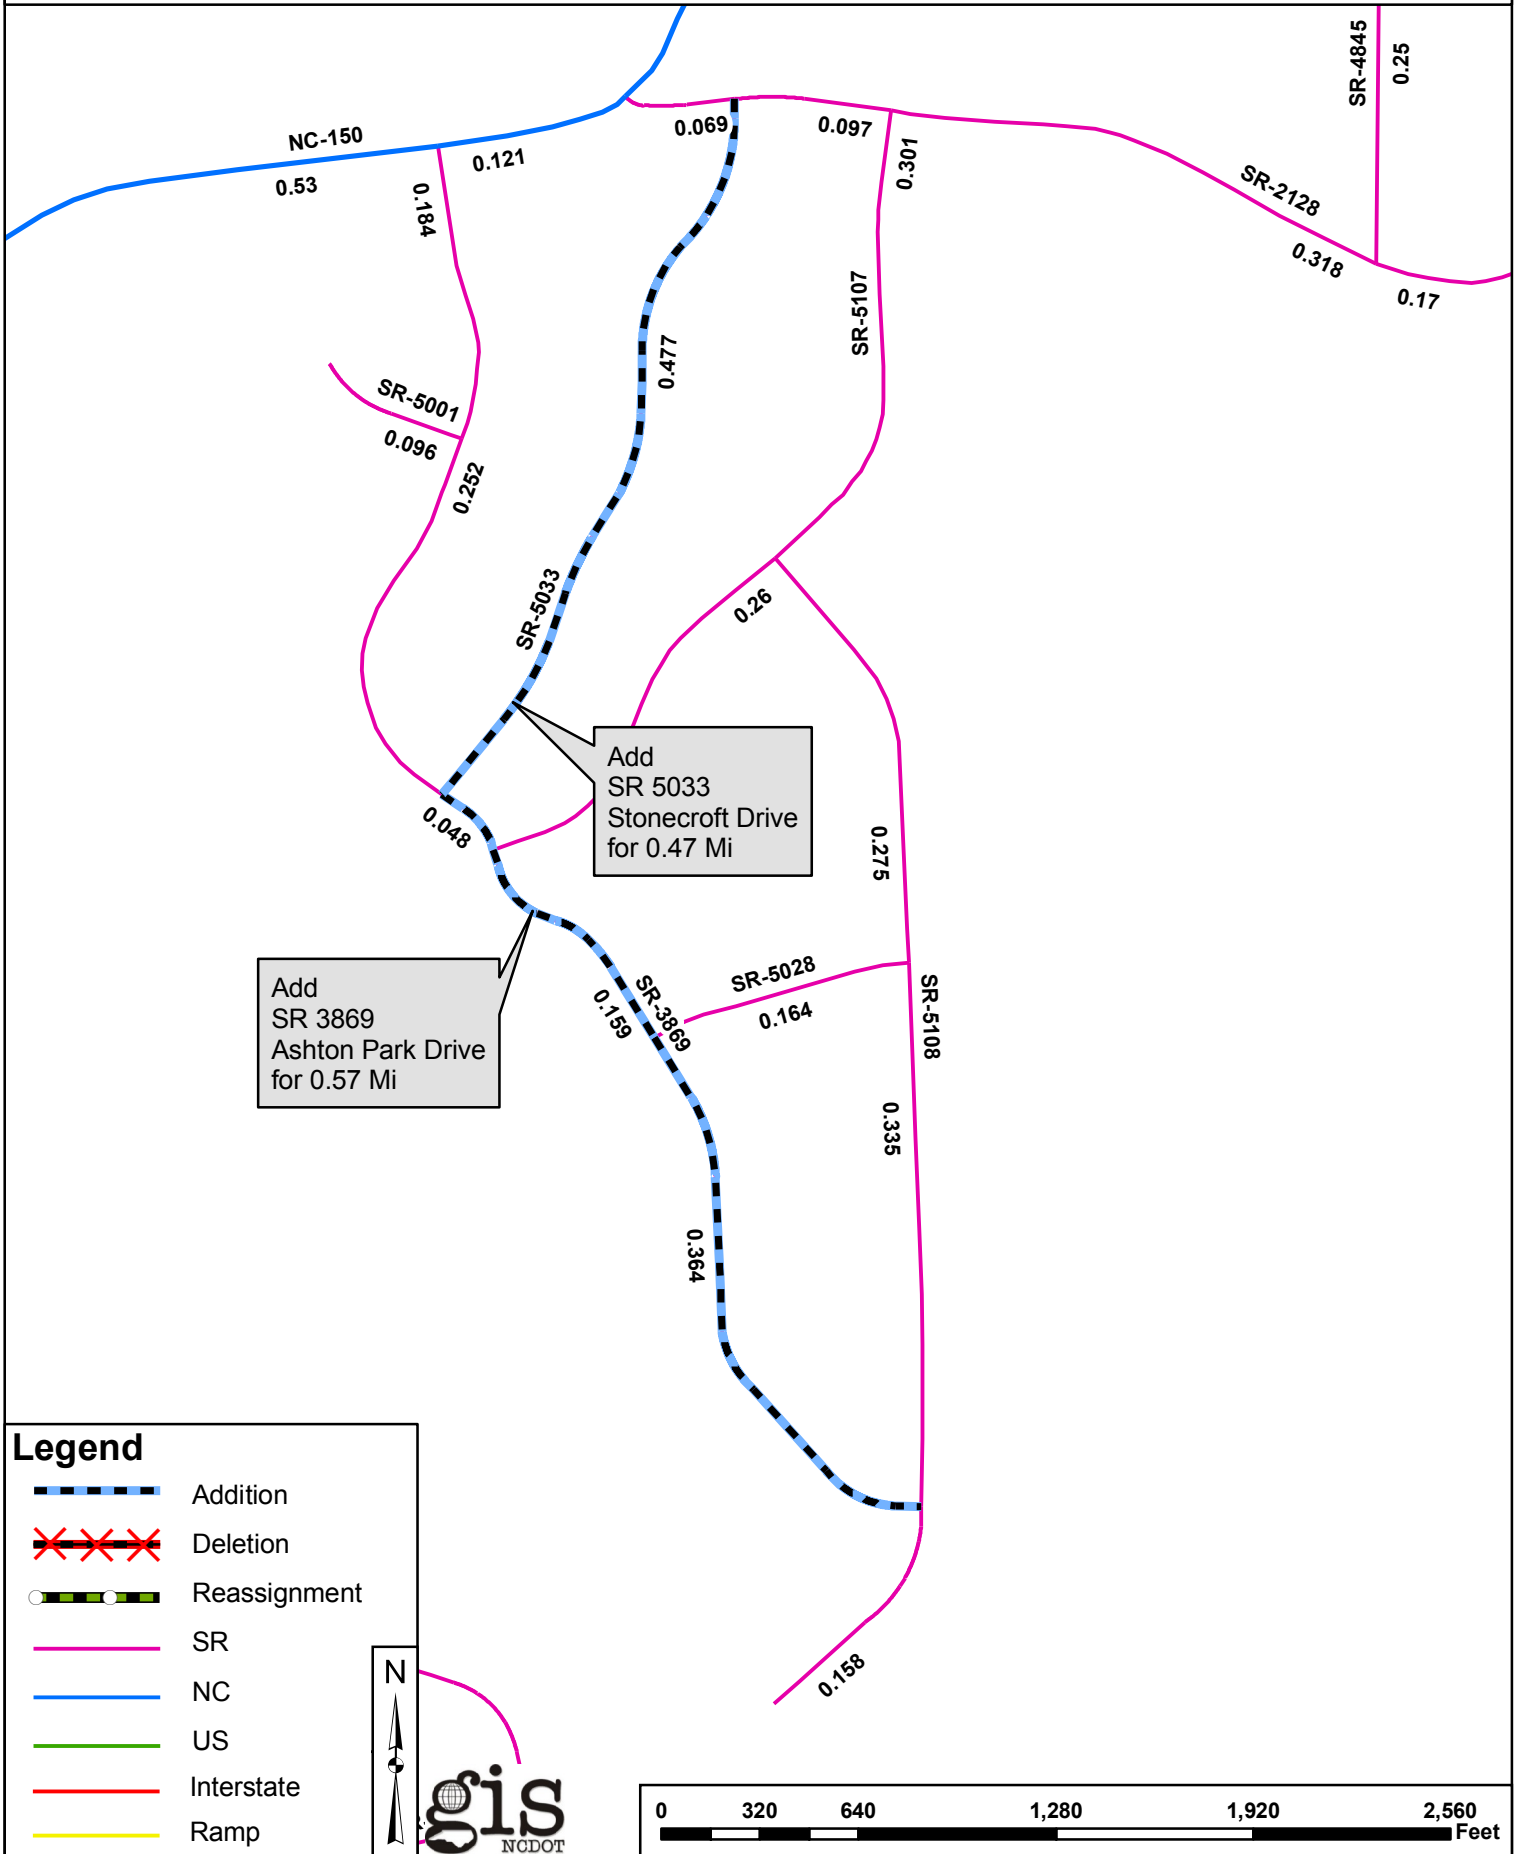 SR-4845
0.25
NC-150
0.53
0.121
0.069
0.097
0.301
0.184
SR-2128
0.318
0.17
SR-5107
0.477
SR-5001
0.096
0.252
SR-5033
0.26
Add
SR 5033
Stonecroft Drive
for 0.47 Mi
0.048
0.275
Add
SR 3869
Ashton Park Drive
for 0.57 Mi
SR-3869
0.159
SR-5028
0.164
SR-5108
0.335
0.364
0.158
Legend
Addition
Deletion
Reassignment
SR
NC
US
Interstate
Ramp
N
gis
NCDOT
0 320 640 1,280 1,920 2,560
Feet